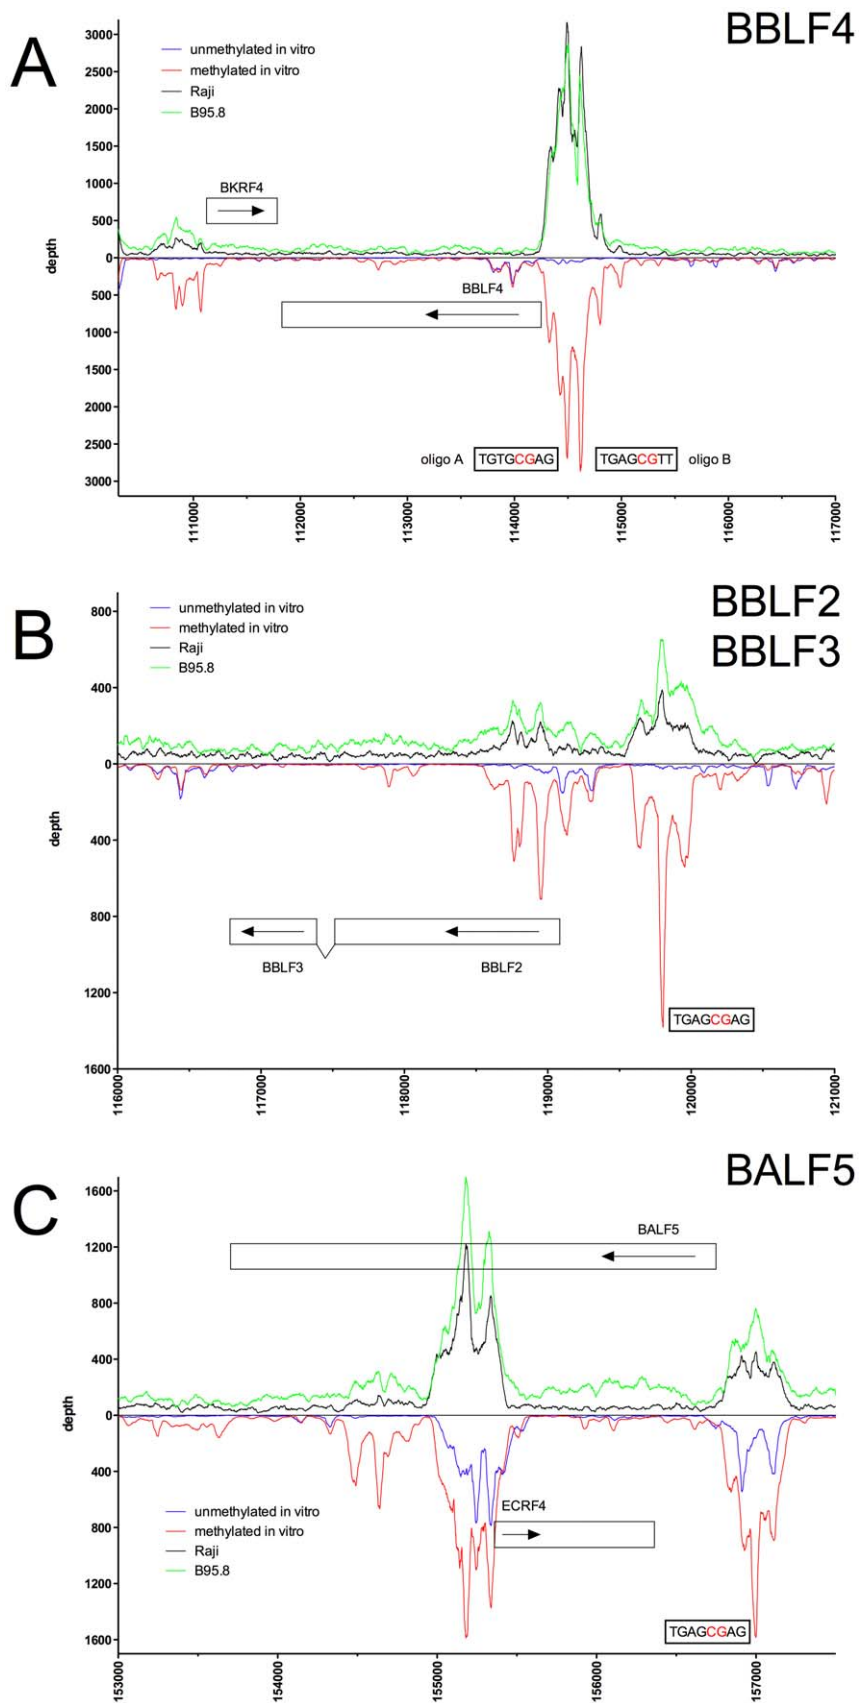 A
BBLF4
unmethylated in vitro
methylated in vitro
Raji
B95.8
3000
2500
2000
1500
1000
500
0
500
1000
1500
2000
2500
3000
depth
BKRF4
BBLF4
oligo A TGTGCGAG TGAGCGTT oligo B
111000 112000 113000 114000 115000 116000 117000
B
BBLF2
BBLF3
unmethylated in vitro
methylated in vitro
Raji
B95.8
800
400
0
400
800
1200
1600
depth
BBLF3 BBLF2
TGAGCGAG
116000 117000 118000 119000 120000 121000
C
BALF5
1600
1200
800
400
0
400
800
1200
1600
depth
BALF5
ECRF4
unmethylated in vitro
methylated in vitro
Raji
B95.8
TGAGCGAG
153000 154000 155000 156000 157000